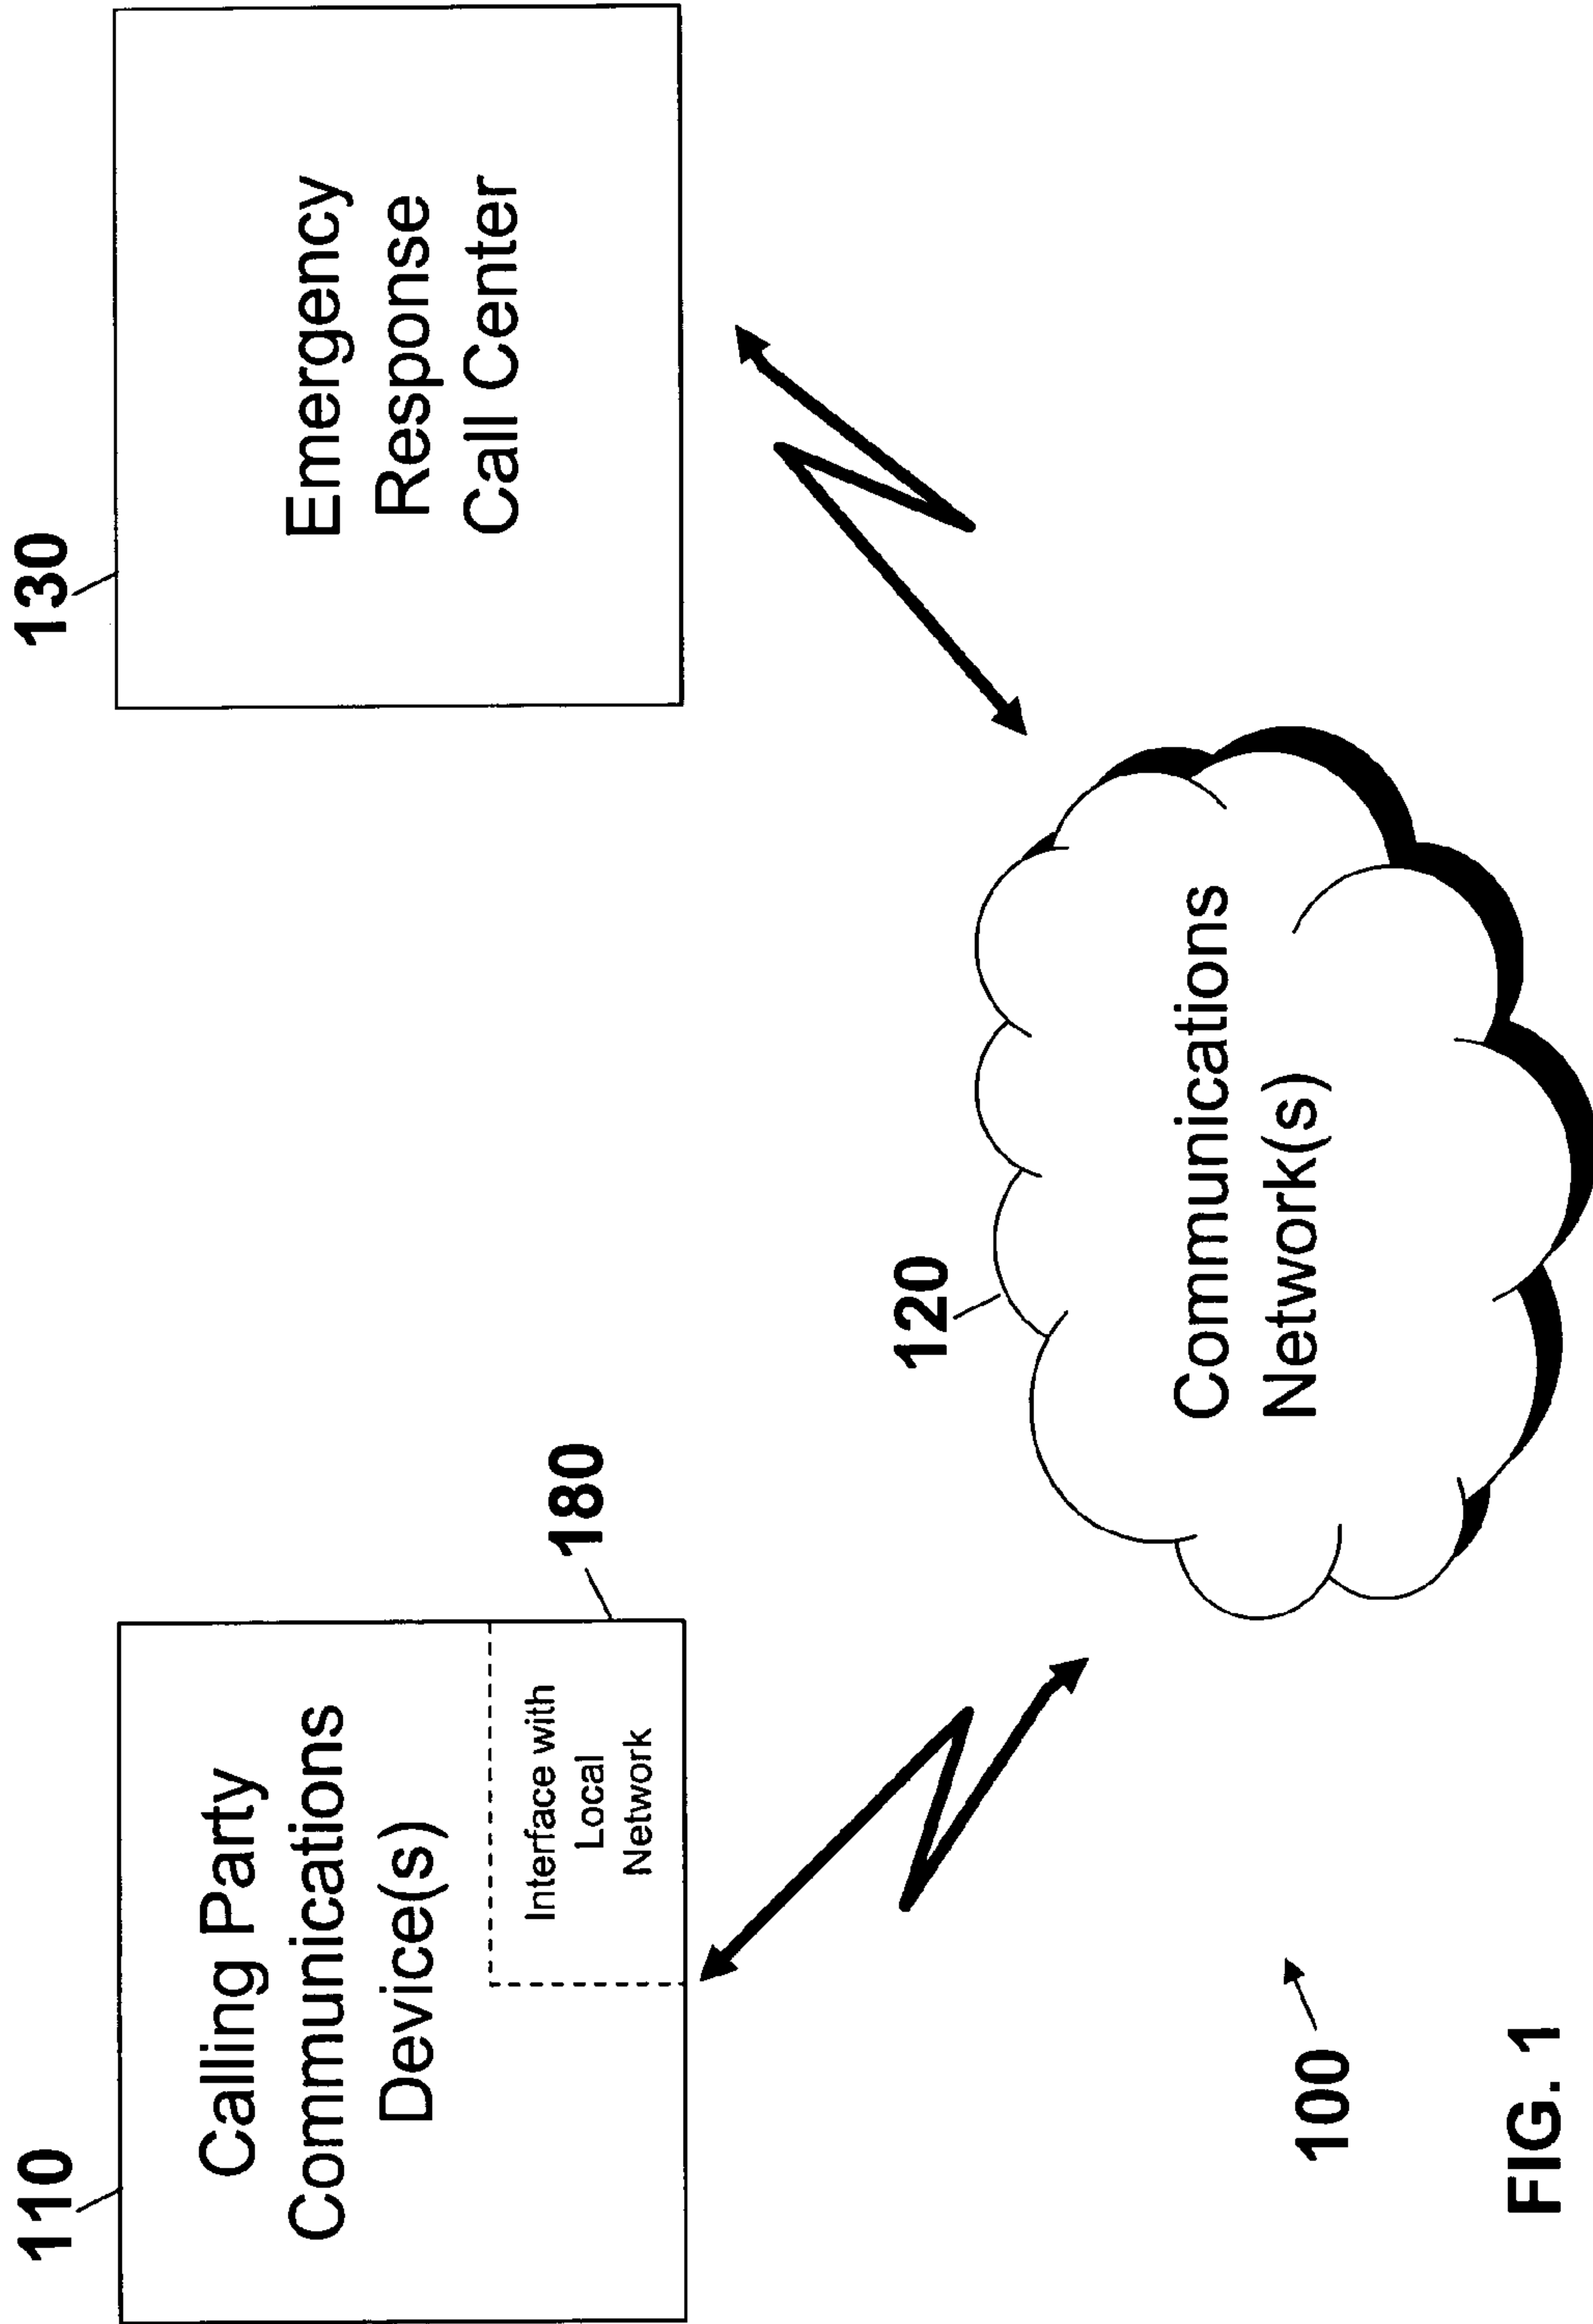 110
Calling Party
Communications
Device(s)
Interface with
Local
Network
180
130
Emergency
Response
Call Center
120
Communications
Network(s)
100
FIG. 1